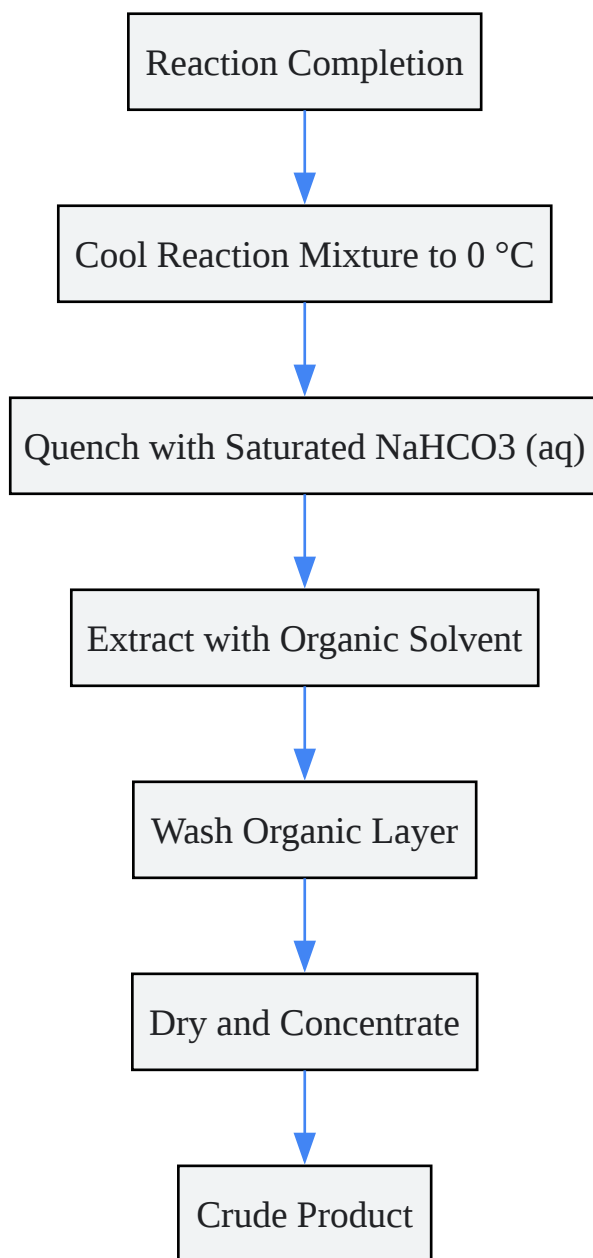 Reaction Completion
Cool Reaction Mixture to 0 °C
Quench with Saturated NaHCO3 (aq)
Extract with Organic Solvent
Wash Organic Layer
Dry and Concentrate
Crude Product